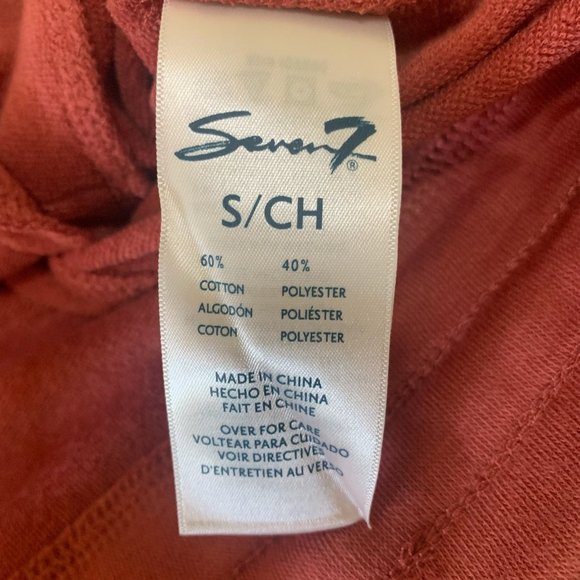 Seven7®
S/CH
60% 40%
COTTON POLYESTER
ALGODÓN POLIÉSTER
COTON POLYESTER
MADE IN CHINA
HECHO EN CHINA
FAIT EN CHINE
OVER FOR CARE
VOLTEAR PARA CUIDADO
VOIR DIRECTIVES
D'ENTRETIEN AU VERSO